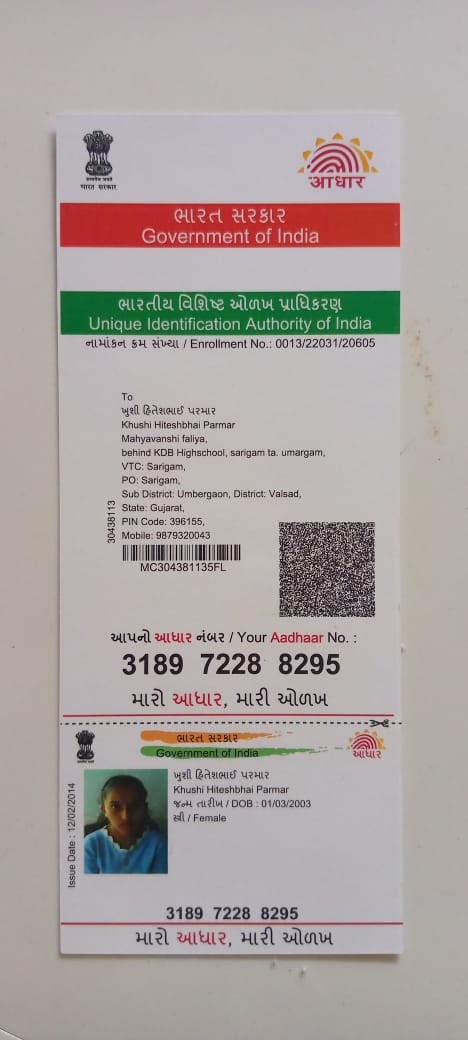 भारत सरकार
आधार
ભારત સરકાર
Government of India
ભારતીય વિશિષ્ટ ઓળખ પ્રાધિકરણ
Unique Identification Authority of India
નામાંકન ક્રમ સંખ્યા / Enrollment No.: 0013/22031/20605
To
ખુશી હિતેશભાઈ પરમાર
Khushi Hiteshbhai Parmar
Mahyavanshi faliya,
behind KDB Highschool, sarigam ta. umargam,
VTC: Sarigam,
PO: Sarigam,
Sub District: Umbergaon, District: Valsad,
State: Gujarat,
PIN Code: 396155,
Mobile: 9879320043
30438113
MC304381135FL
આપનો આધાર નંબર / Your Aadhaar No. :
3189 7228 8295
મારો આધાર, મારી ઓળખ
ભારત સરકાર
Government of India
આધાર
ખુશી હિતેશભાઈ પરમાર
Khushi Hiteshbhai Parmar
જન્મ તારીખ / DOB : 01/03/2003
સ્ત્રી / Female
Issue Date : 12/02/2014
3189 7228 8295
મારો આધાર, મારી ઓળખ